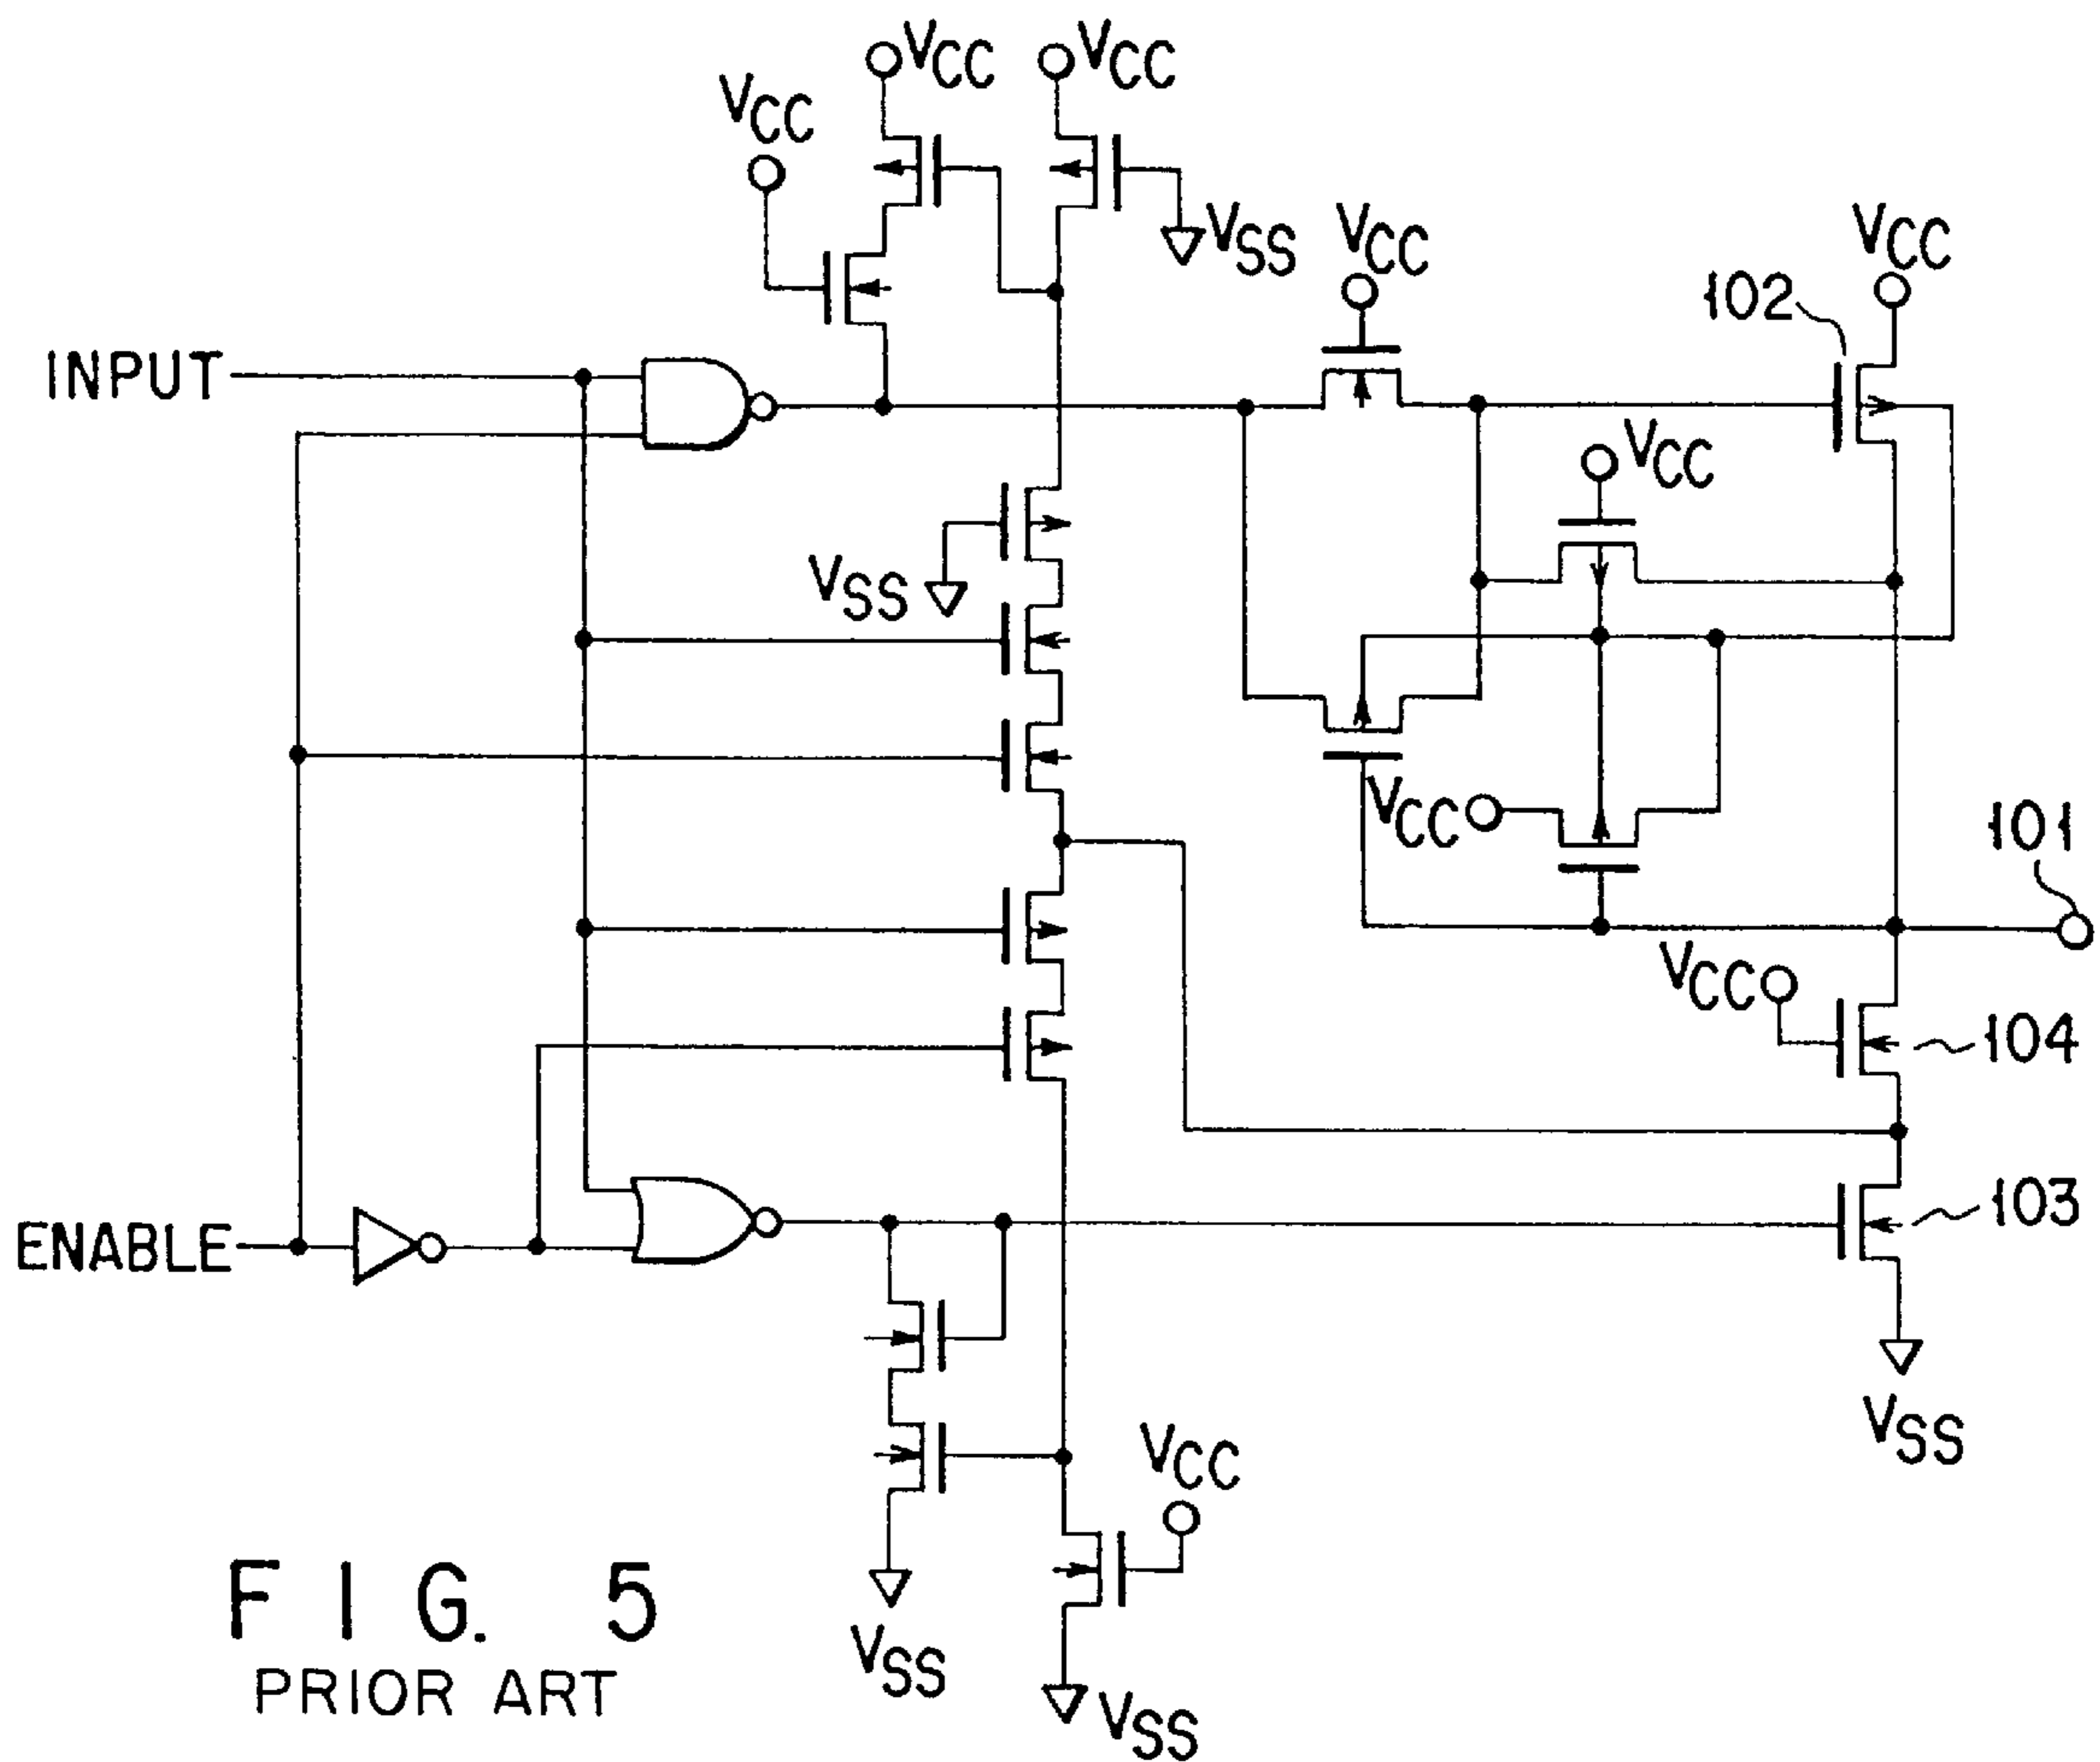 VCC
VCC
VCC
VSS
VCC
VCC
102
INPUT
VCC
VSS
VCC
101
VCC
104
103
ENABLE
VSS
VCC
VSS
VSS
FIG. 5
PRIOR ART